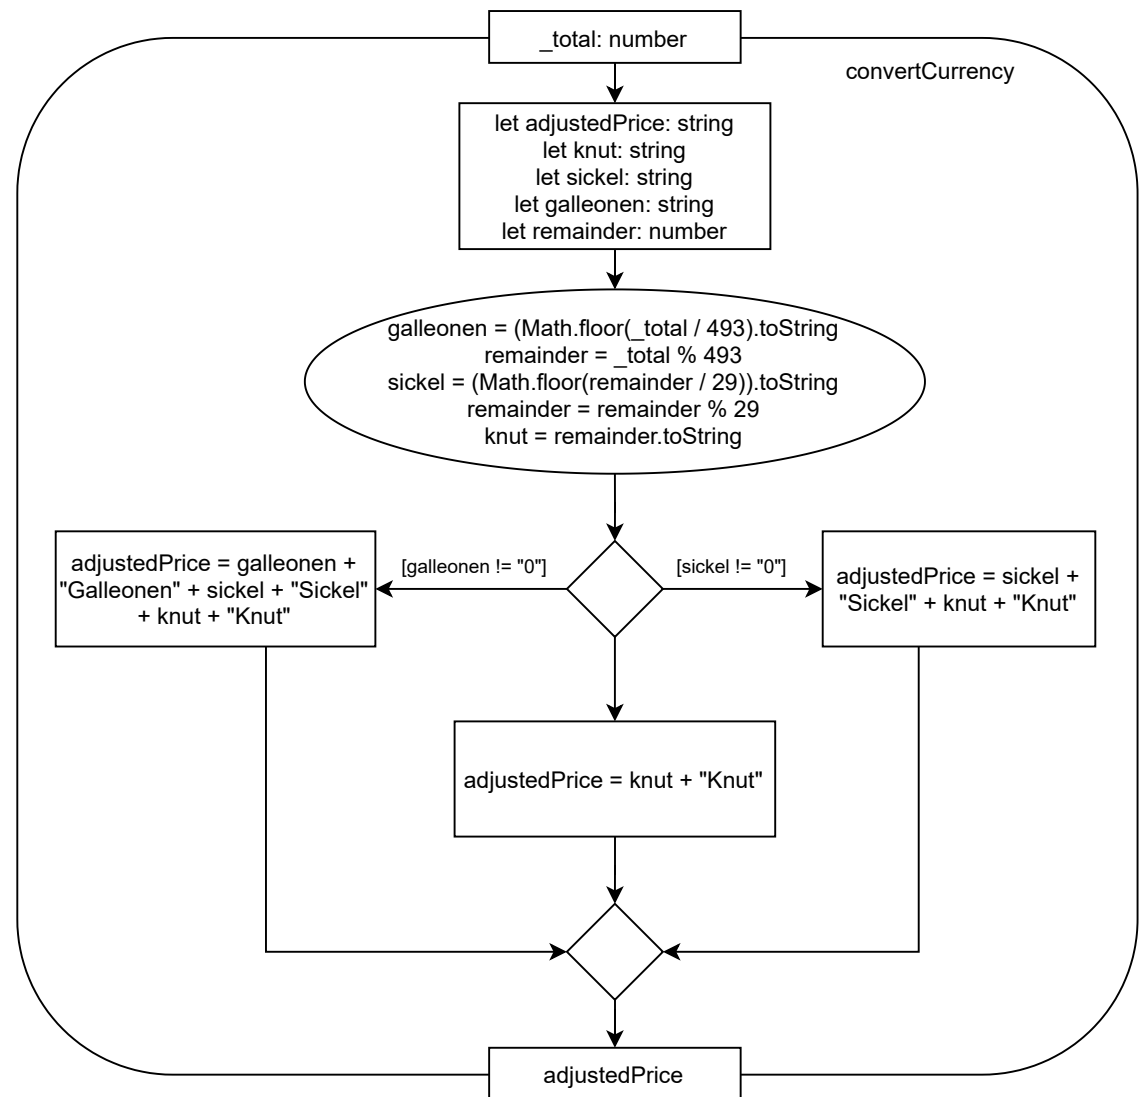 _total: number
convertCurrency
let adjustedPrice: string
let knut: string
let sickel: string
let galleonen: string
let remainder: number
galleonen = (Math.floor(_total / 493).toString
remainder = _total % 493
sickel = (Math.floor(remainder / 29)).toString
remainder = remainder % 29
knut = remainder.toString
[galleonen != "0"]
[sickel != "0"]
adjustedPrice = galleonen +
"Galleonen" + sickel + "Sickel"
+ knut + "Knut"
adjustedPrice = sickel +
"Sickel" + knut + "Knut"
adjustedPrice = knut + "Knut"
adjustedPrice